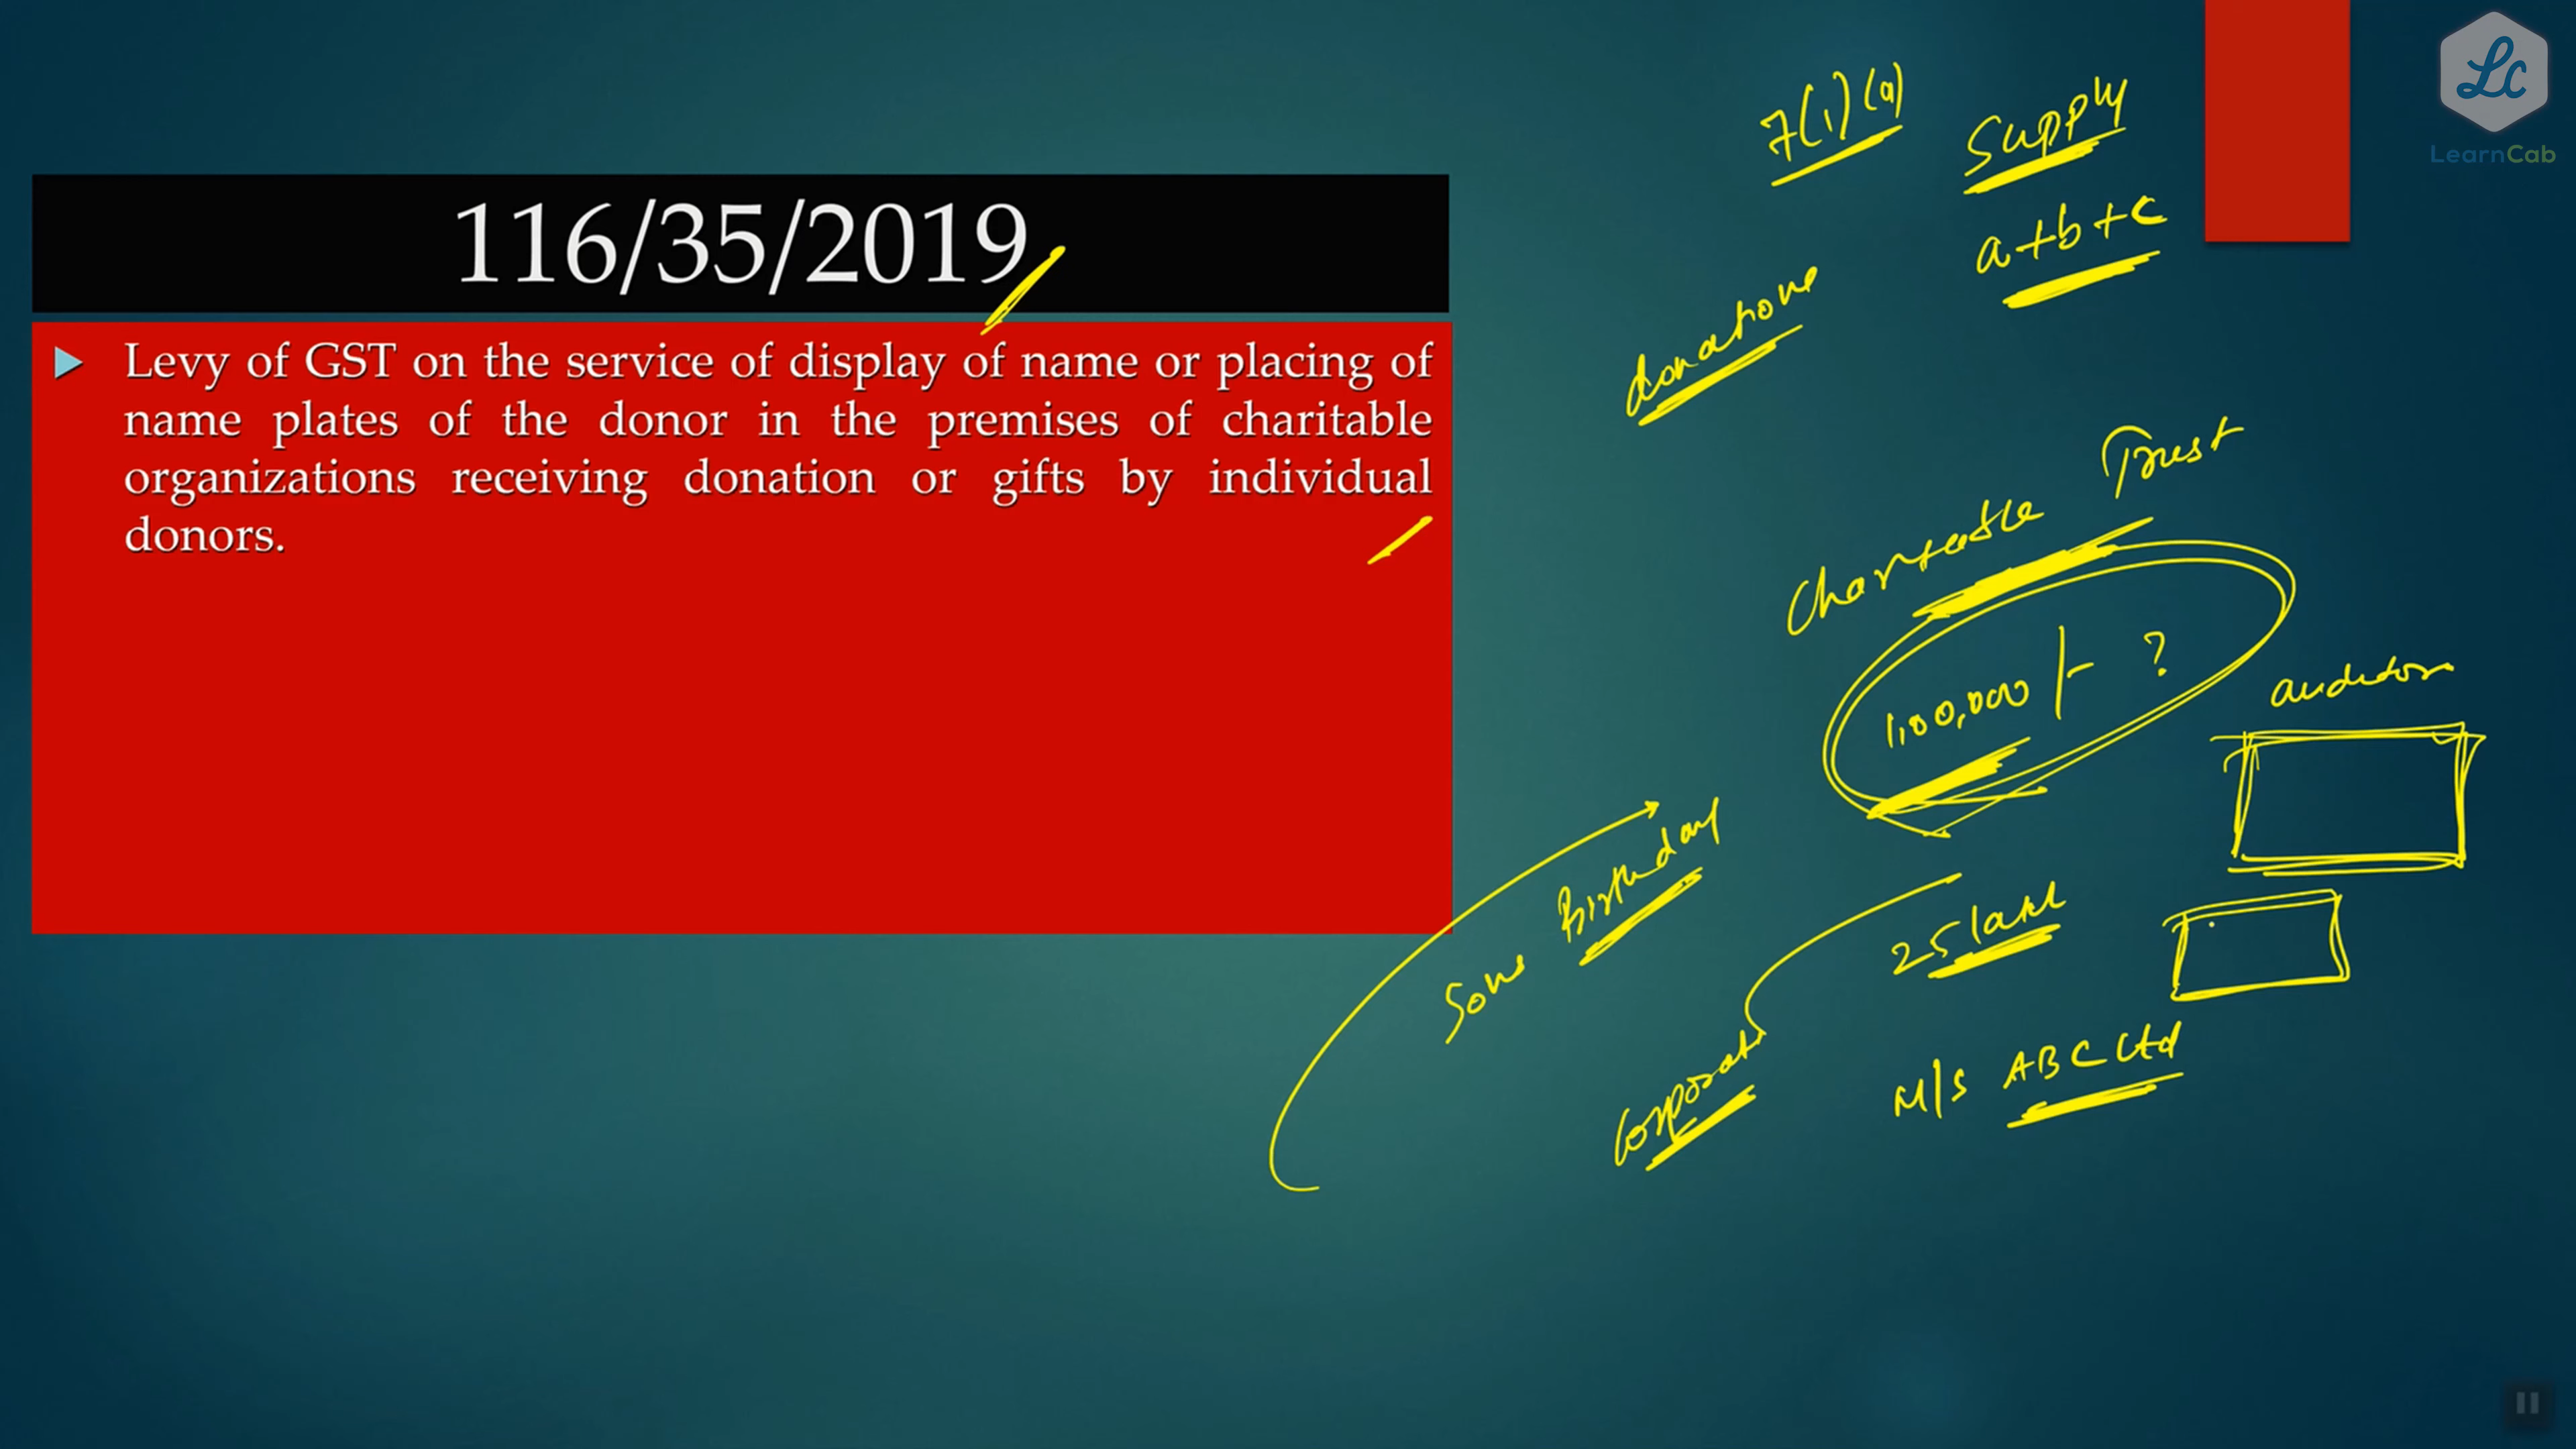 116/35/2019
Levy of GST on the service of display of name or placing of
name plates of the donor in the premises of charitable
organizations receiving donation or gifts by individual
donors.
7(1)(a)
Supply
a+b+c
donations
Charitable Trust
1,00,000/- ?
auditor
Sons Birthday
25 lakh
Corporate
M/S ABC Ltd
Lc
LearnCab